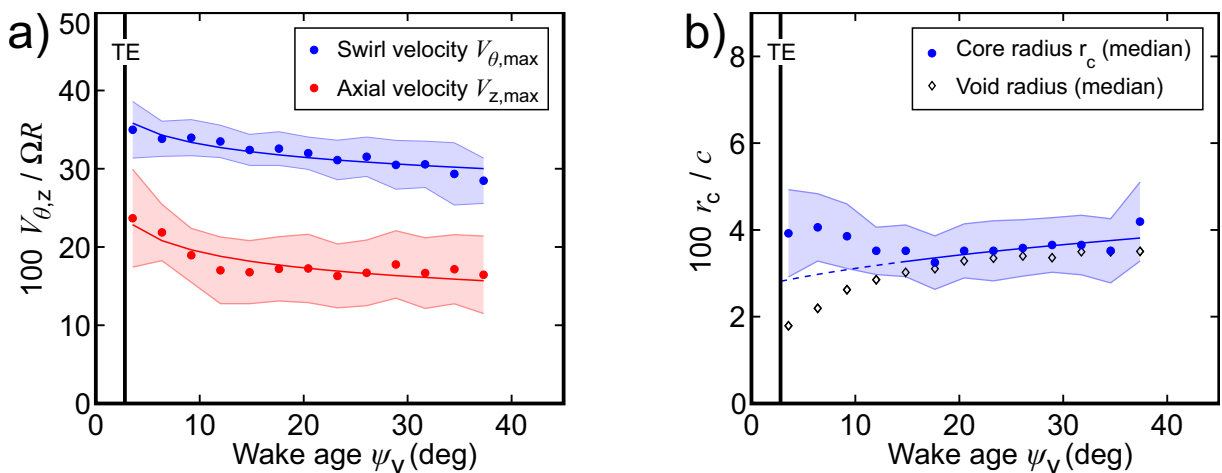 a)
50
40
30
20
10
0
100 V_θ,z / ΩR
TE
Swirl velocity V_θ,max
Axial velocity V_z,max
0 10 20 30 40
Wake age ψ_v (deg)
b)
8
6
4
2
0
100 r_c / c
TE
Core radius r_c (median)
Void radius (median)
0 10 20 30 40
Wake age ψ_v (deg)